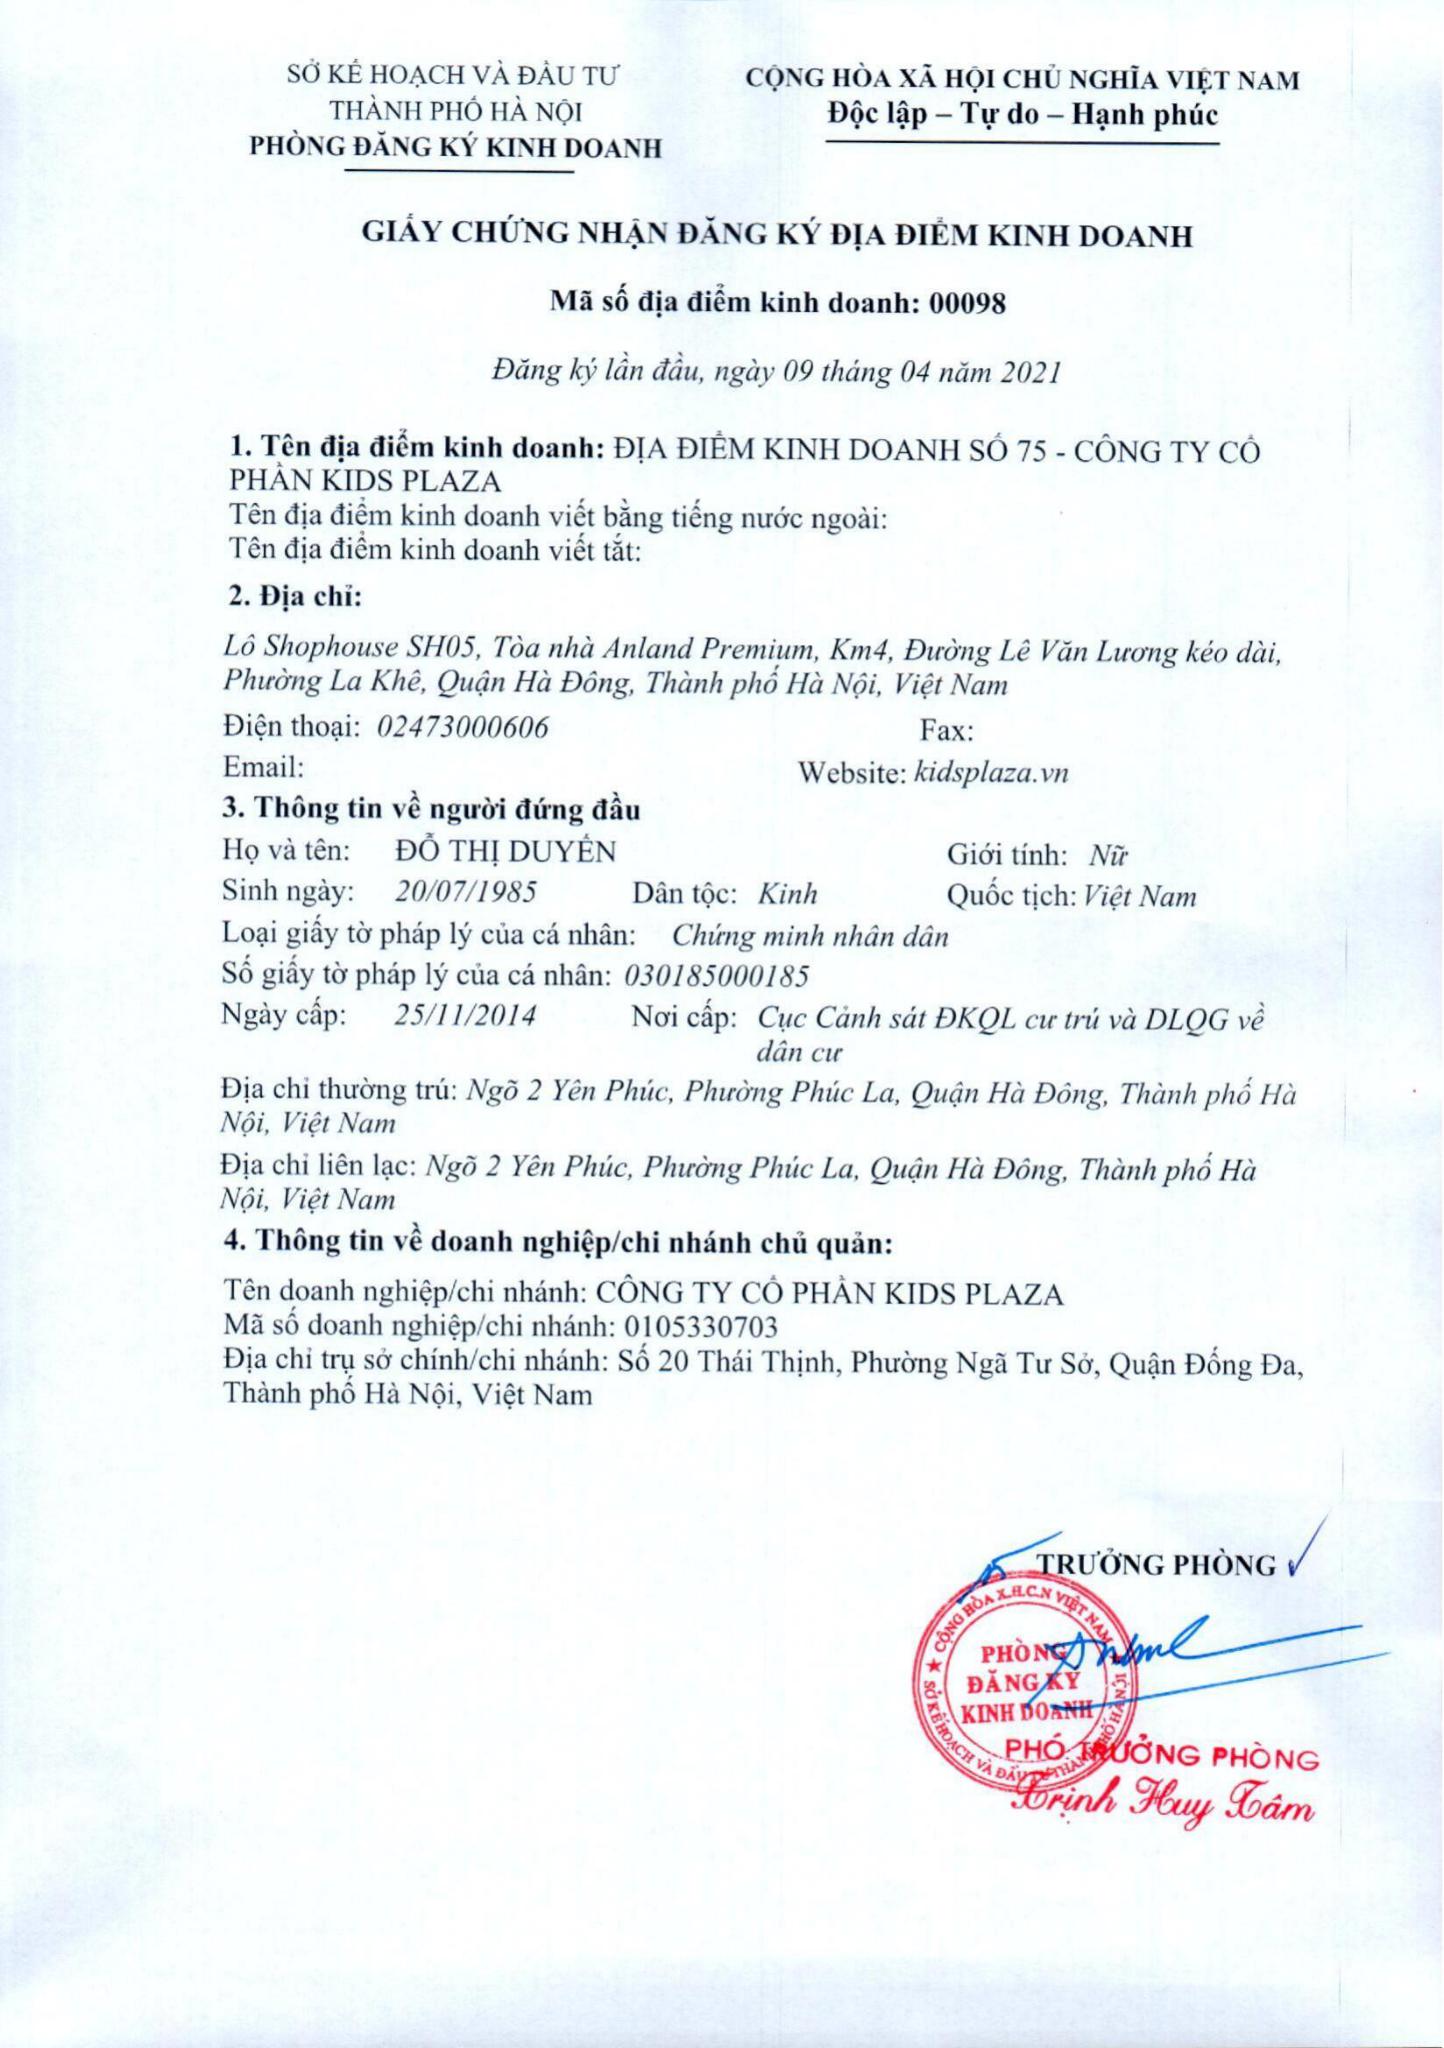 SỞ KẾ HOẠCH VÀ ĐẦU TƯ
THÀNH PHỐ HÀ NỘI
PHÒNG ĐĂNG KÝ KINH DOANH
CỘNG HÒA XÃ HỘI CHỦ NGHĨA VIỆT NAM
Độc lập – Tự do – Hạnh phúc
GIẤY CHỨNG NHẬN ĐĂNG KÝ ĐỊA ĐIỂM KINH DOANH
Mã số địa điểm kinh doanh: 00098
Đăng ký lần đầu, ngày 09 tháng 04 năm 2021
1. Tên địa điểm kinh doanh: ĐỊA ĐIỂM KINH DOANH SỐ 75 - CÔNG TY CỔ
PHẦN KIDS PLAZA
Tên địa điểm kinh doanh viết bằng tiếng nước ngoài:
Tên địa điểm kinh doanh viết tắt:
2. Địa chỉ:
Lô Shophouse SH05, Tòa nhà Anland Premium, Km4, Đường Lê Văn Lương kéo dài,
Phường La Khê, Quận Hà Đông, Thành phố Hà Nội, Việt Nam
Điện thoại: 02473000606 Fax:
Email: Website: kidsplaza.vn
3. Thông tin về người đứng đầu
Họ và tên: ĐỖ THỊ DUYÊN Giới tính: Nữ
Sinh ngày: 20/07/1985 Dân tộc: Kinh Quốc tịch: Việt Nam
Loại giấy tờ pháp lý của cá nhân: Chứng minh nhân dân
Số giấy tờ pháp lý của cá nhân: 030185000185
Ngày cấp: 25/11/2014 Nơi cấp: Cục Cảnh sát ĐKQL cư trú và DLQG về
dân cư
Địa chỉ thường trú: Ngõ 2 Yên Phúc, Phường Phúc La, Quận Hà Đông, Thành phố Hà
Nội, Việt Nam
Địa chỉ liên lạc: Ngõ 2 Yên Phúc, Phường Phúc La, Quận Hà Đông, Thành phố Hà
Nội, Việt Nam
4. Thông tin về doanh nghiệp/chi nhánh chủ quản:
Tên doanh nghiệp/chi nhánh: CÔNG TY CỔ PHẦN KIDS PLAZA
Mã số doanh nghiệp/chi nhánh: 0105330703
Địa chỉ trụ sở chính/chi nhánh: Số 20 Thái Thịnh, Phường Ngã Tư Sở, Quận Đống Đa,
Thành phố Hà Nội, Việt Nam
TRƯỞNG PHÒNG
CỘNG HÒA X.H.C.N VIỆT NAM
PHÒNG
ĐĂNG KÝ
KINH DOANH
SỞ KẾ HOẠCH VÀ ĐẦU TƯ THÀNH PHỐ HÀ NỘI
PHÓ TRƯỞNG PHÒNG
Trịnh Huy Tâm